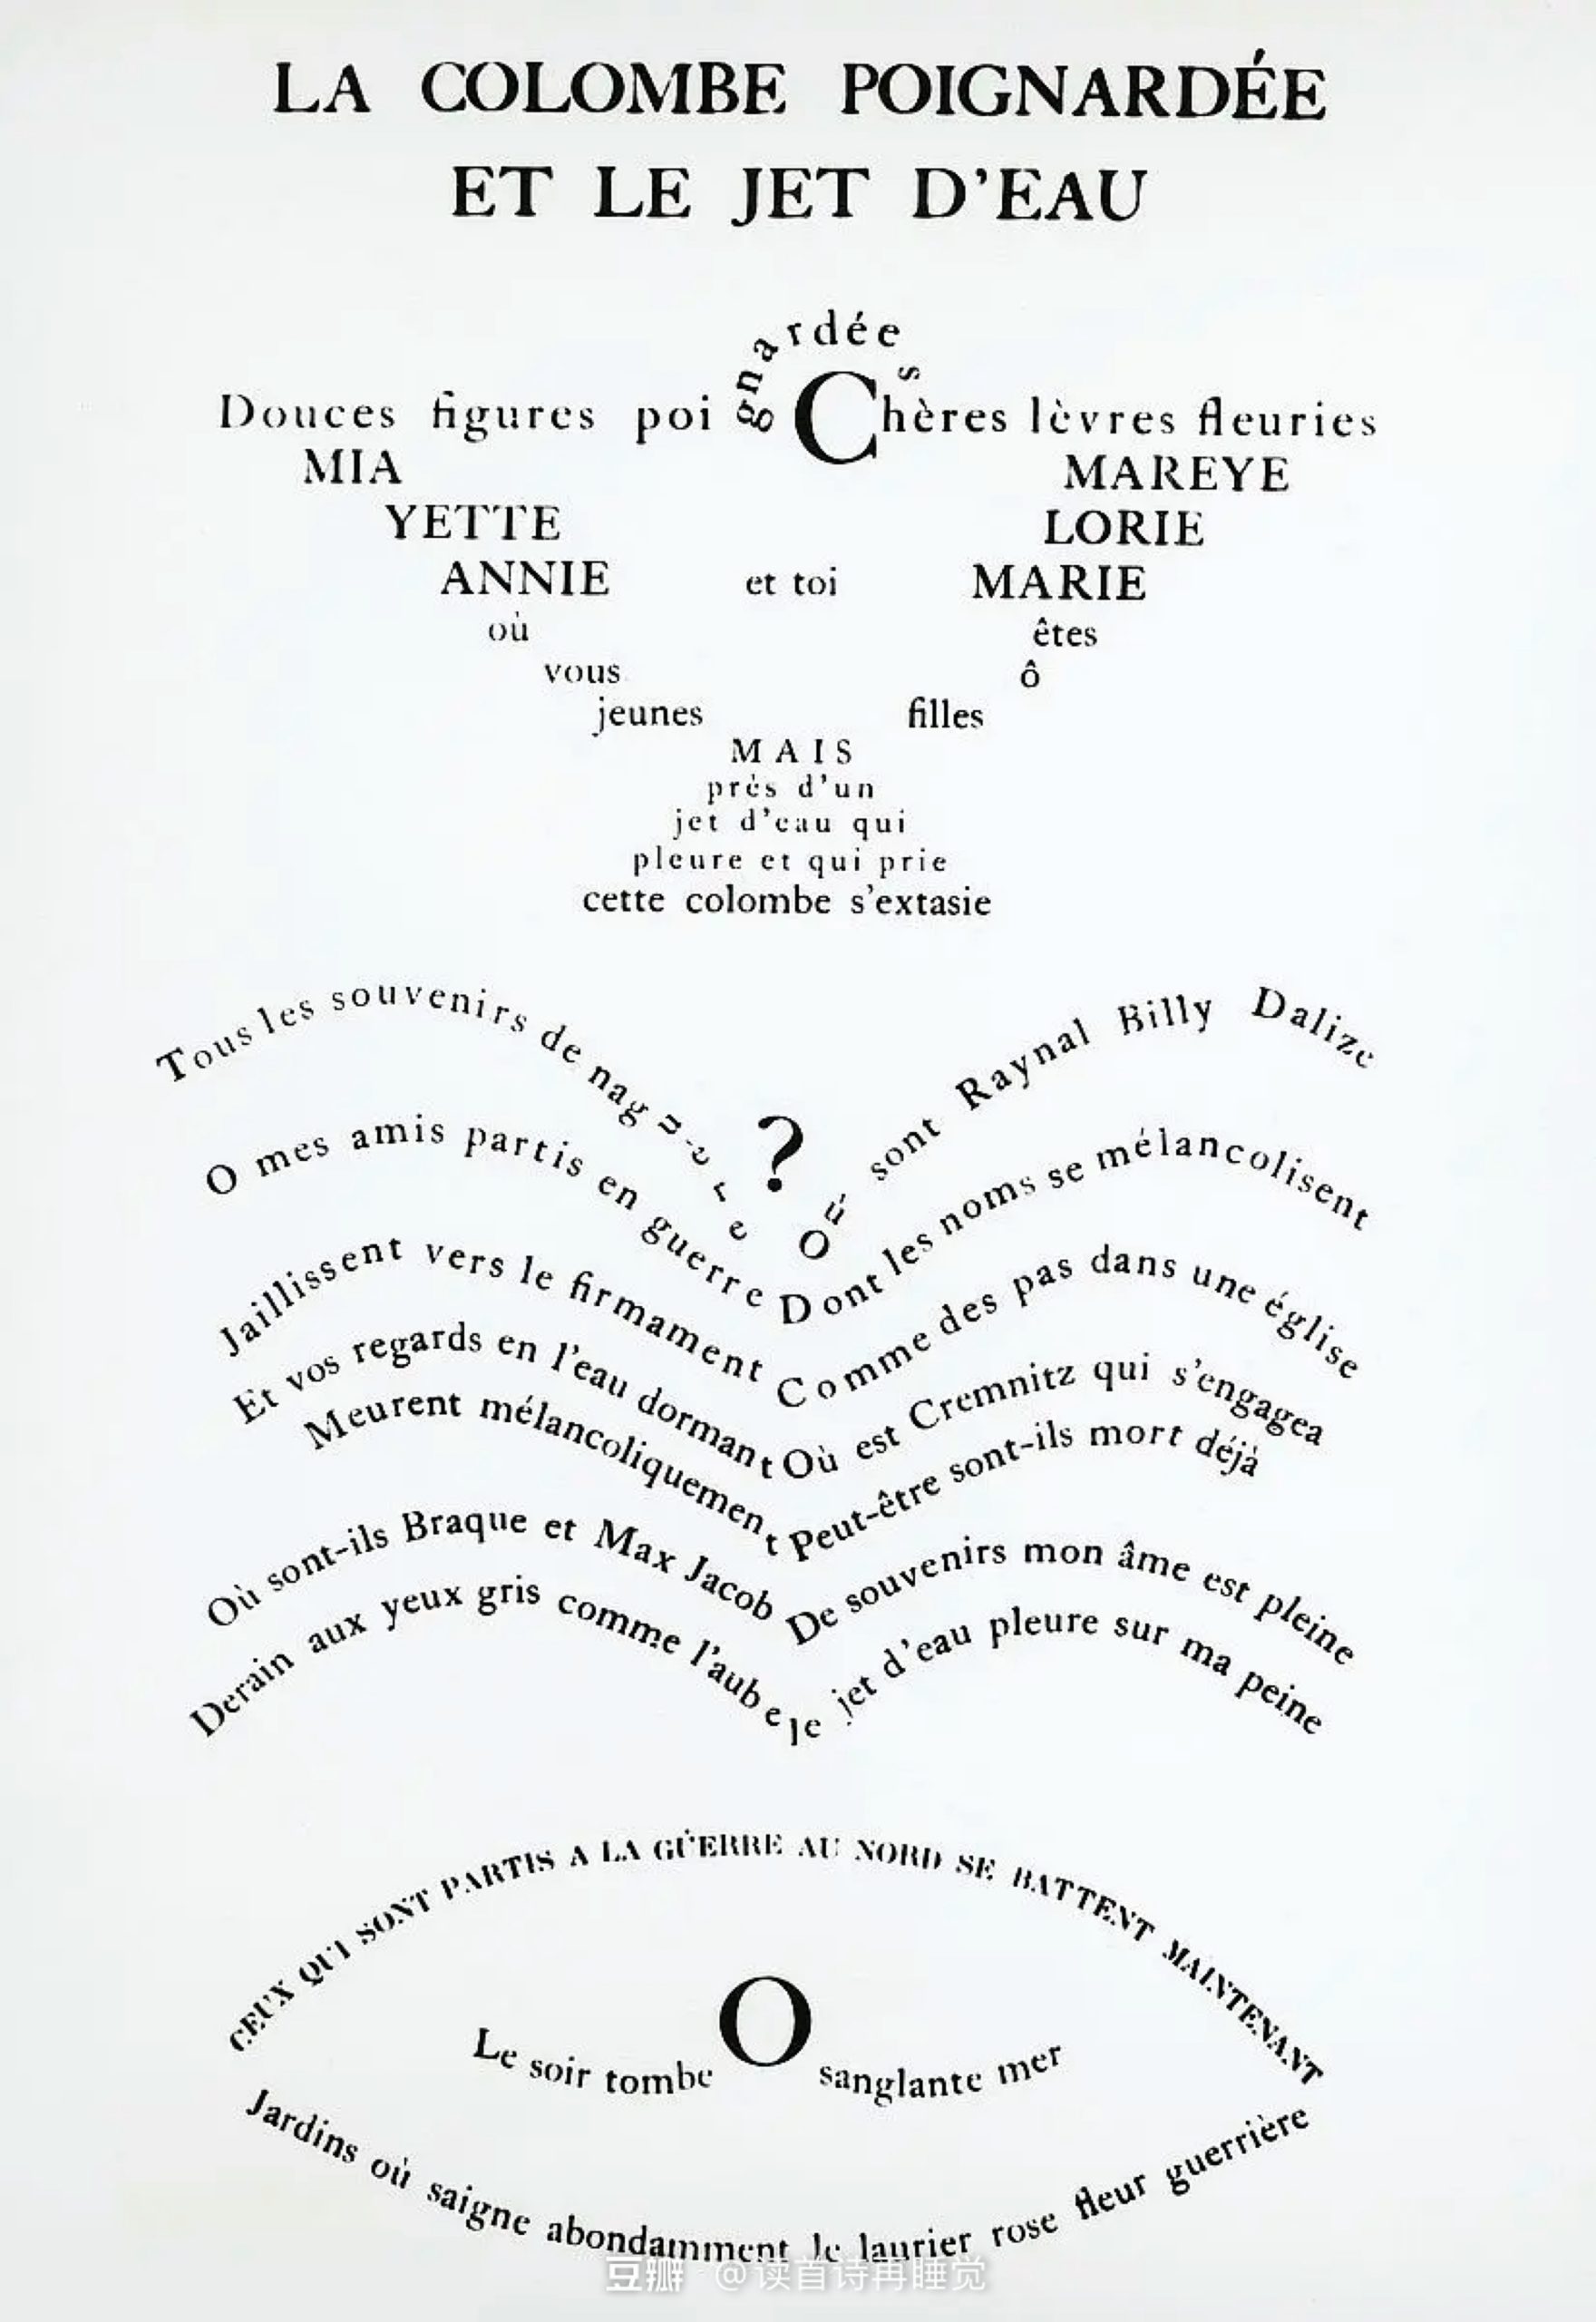 LA COLOMBE POIGNARDÉE
ET LE JET D'EAU
Douces figures poignardées Chères lèvres fleuries
MIA MAREYE
YETTE LORIE
ANNIE et toi MARIE
où êtes
vous ô
jeunes filles
MAIS
près d'un
jet d'eau qui
pleure et qui prie
cette colombe s'extasie
Tous les souvenirs de naguère
O mes amis partis en guerre
Jaillissent vers le firmament
Et vos regards en l'eau dormant
Meurent mélancoliquement
Où sont-ils Braque et Max Jacob
Derain aux yeux gris comme l'aube
?
Où sont Raynal Billy Dalize
Dont les noms se mélancolisent
Comme des pas dans une église
Où est Cremnitz qui s'engagea
Peut-être sont-ils mort déjà
De souvenirs mon âme est pleine
le jet d'eau pleure sur ma peine
CEUX QUI SONT PARTIS A LA GUERRE AU NORD SE BATTENT MAINTENANT
Le soir tombe O sanglante mer
Jardins où saigne abondamment le laurier rose fleur guerrière
豆瓣 @读首诗再睡觉